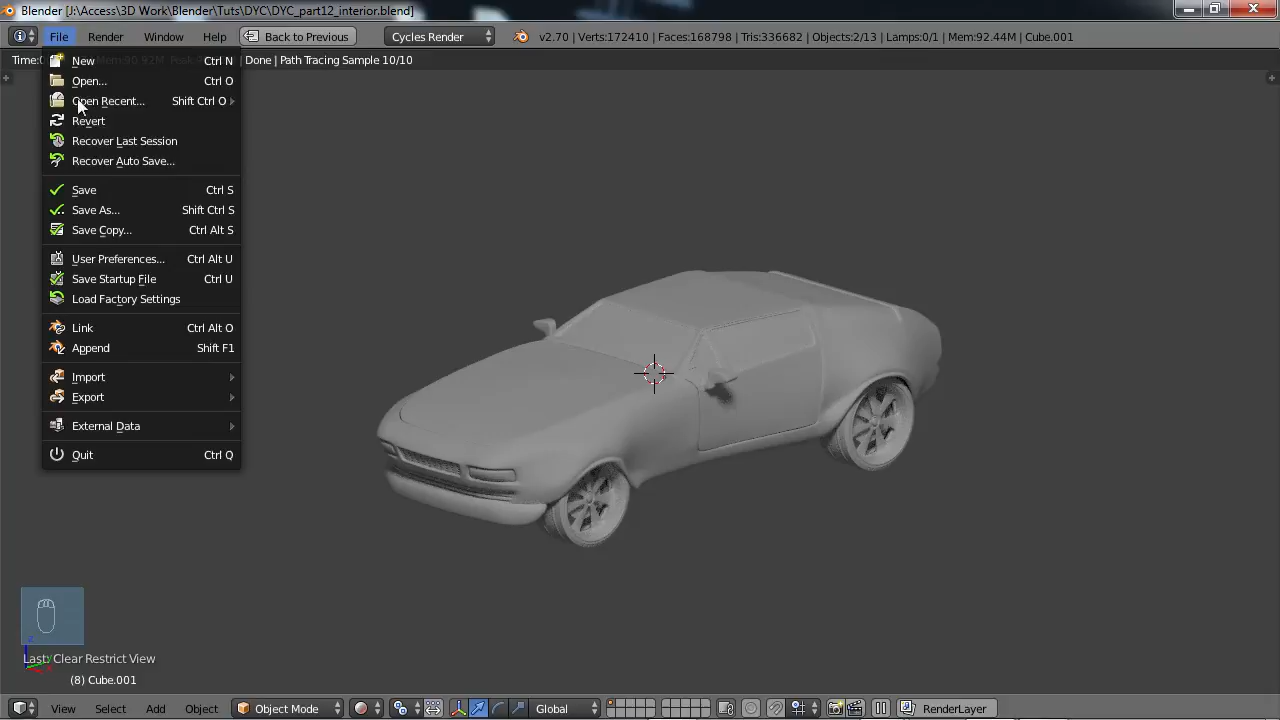 Blender [J:\Access\3D Work\Blender\Tuts\DYC\DYC_part12_interior.blend]
File Render Window Help Back to Previous Cycles Render v2.70 | Verts:172410 | Faces:168798 | Tris:336682 | Objects:2/13 | Lamps:0/1 | Mem:92.44M | Cube.001
Time:0 | Done | Path Tracing Sample 10/10
New Ctrl N
Open... Ctrl O
Open Recent... Shift Ctrl O
Revert
Recover Last Session
Recover Auto Save...
Save Ctrl S
Save As... Shift Ctrl S
Save Copy... Ctrl Alt S
User Preferences... Ctrl Alt U
Save Startup File Ctrl U
Load Factory Settings
Link Ctrl Alt O
Append Shift F1
Import
Export
External Data
Quit Ctrl Q
Last: Clear Restrict View
(8) Cube.001
View Select Add Object Object Mode Global RenderLayer